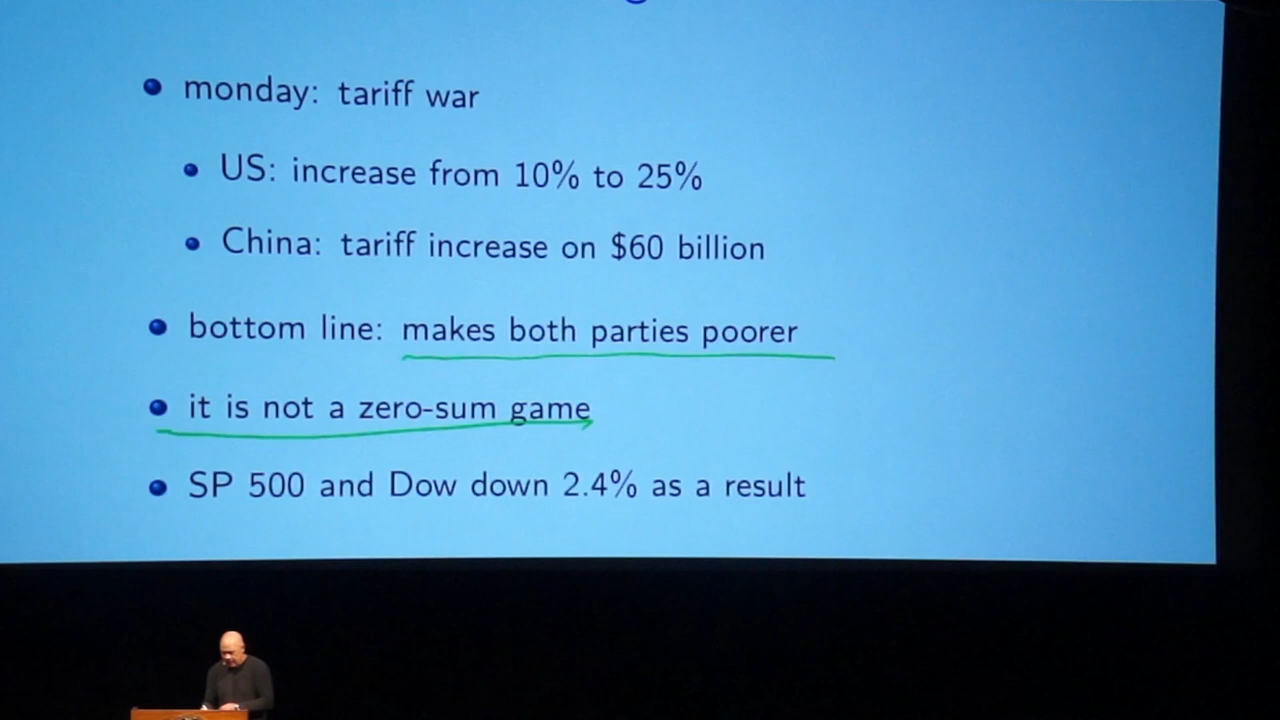 monday: tariff war
US: increase from 10% to 25%
China: tariff increase on $60 billion
bottom line: makes both parties poorer
it is not a zero-sum game
SP 500 and Dow down 2.4% as a result